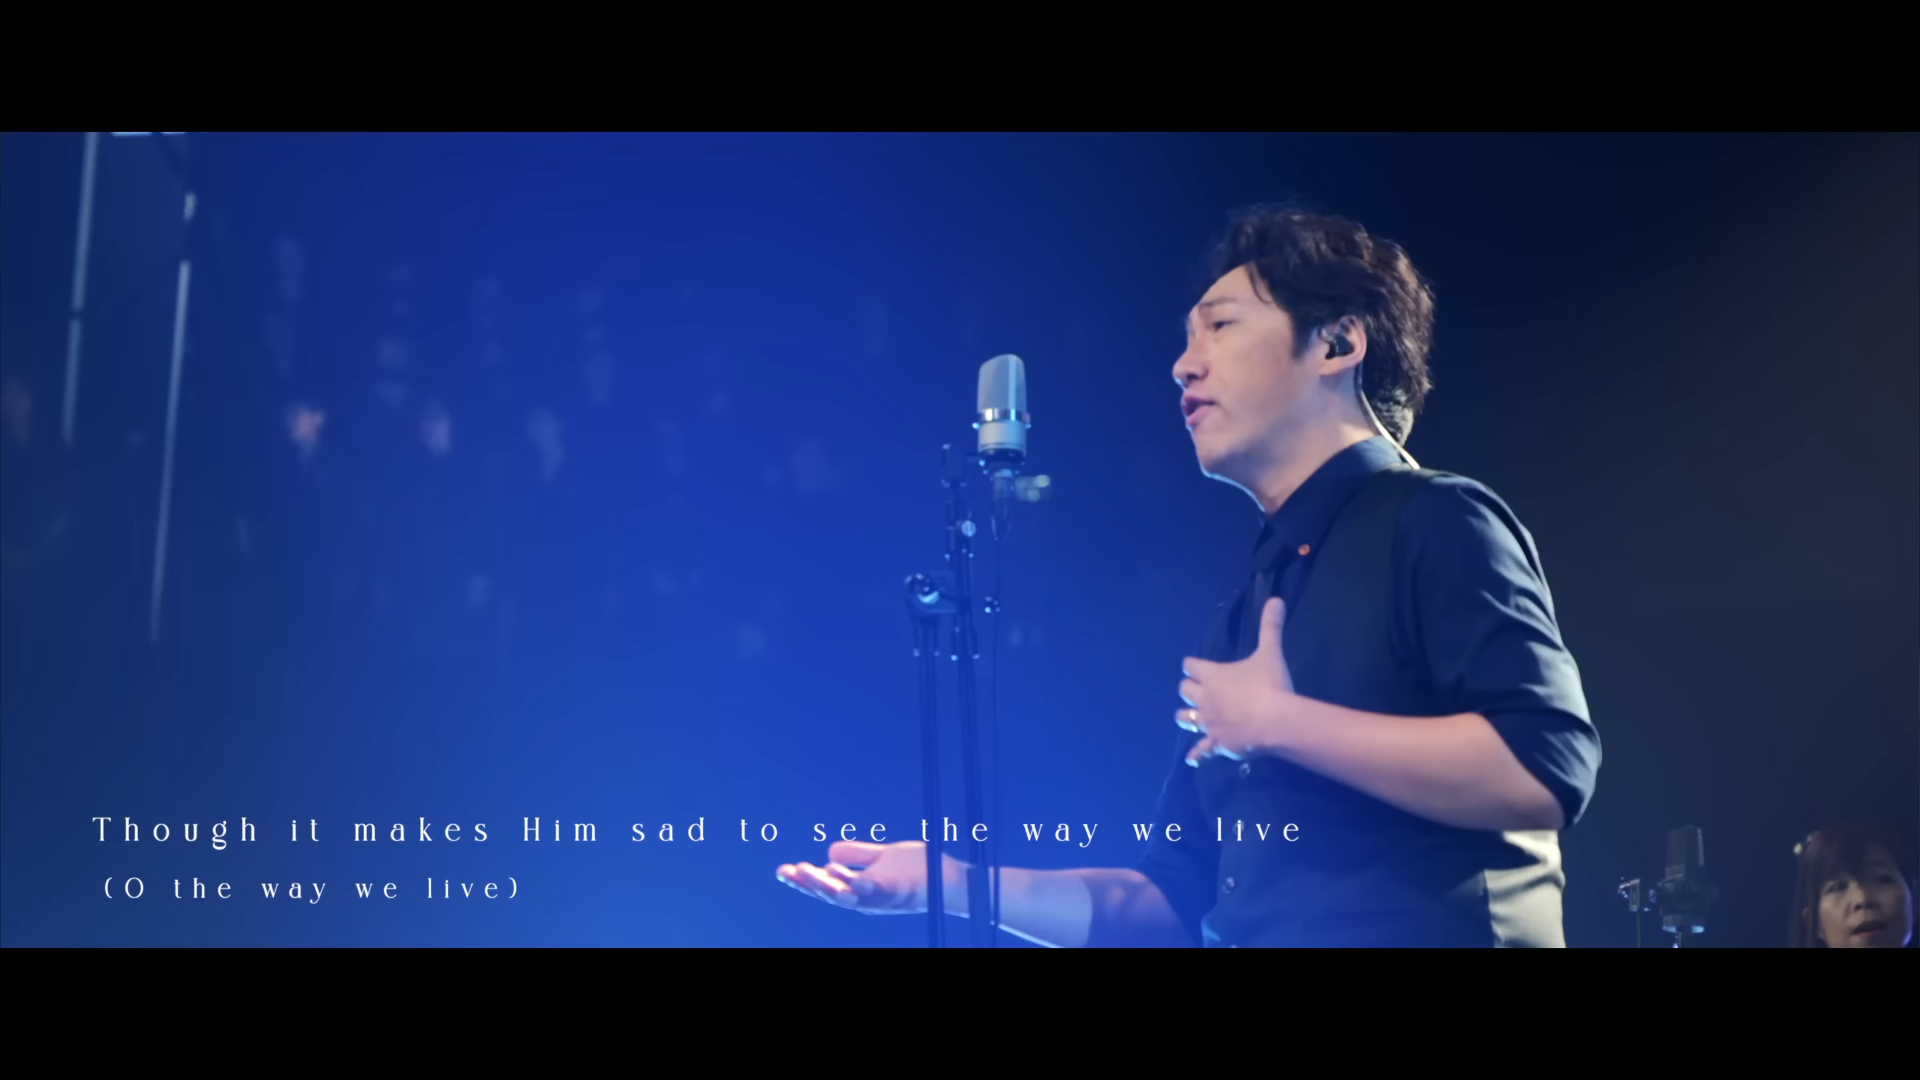 Though it makes Him sad to see the way we live
(O the way we live)